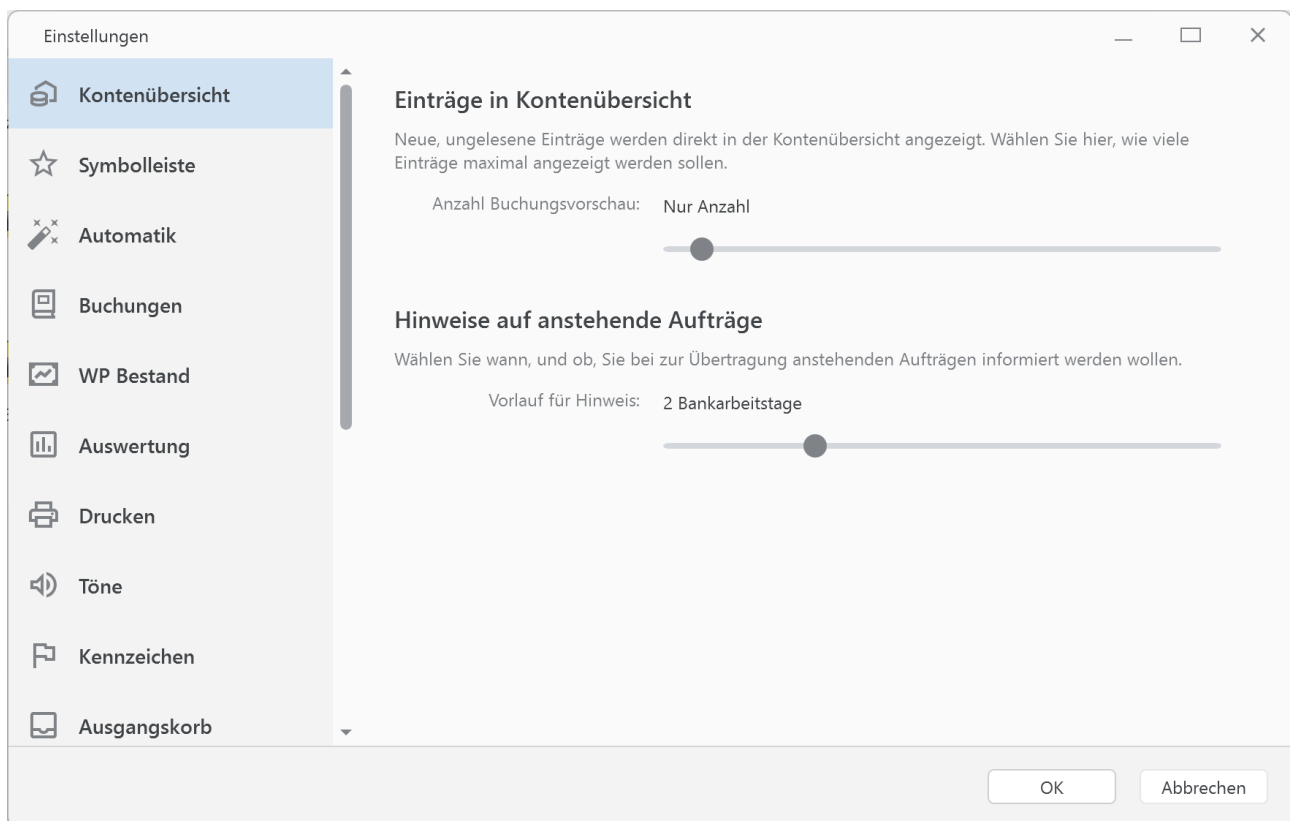 Einstellungen
Kontenübersicht
Symbolleiste
Automatik
Buchungen
WP Bestand
Auswertung
Drucken
Töne
Kennzeichen
Ausgangskorb
Einträge in Kontenübersicht
Neue, ungelesene Einträge werden direkt in der Kontenübersicht angezeigt. Wählen Sie hier, wie viele
Einträge maximal angezeigt werden sollen.
Anzahl Buchungsvorschau: Nur Anzahl
Hinweise auf anstehende Aufträge
Wählen Sie wann, und ob, Sie bei zur Übertragung anstehenden Aufträgen informiert werden wollen.
Vorlauf für Hinweis: 2 Bankarbeitstage
OK Abbrechen